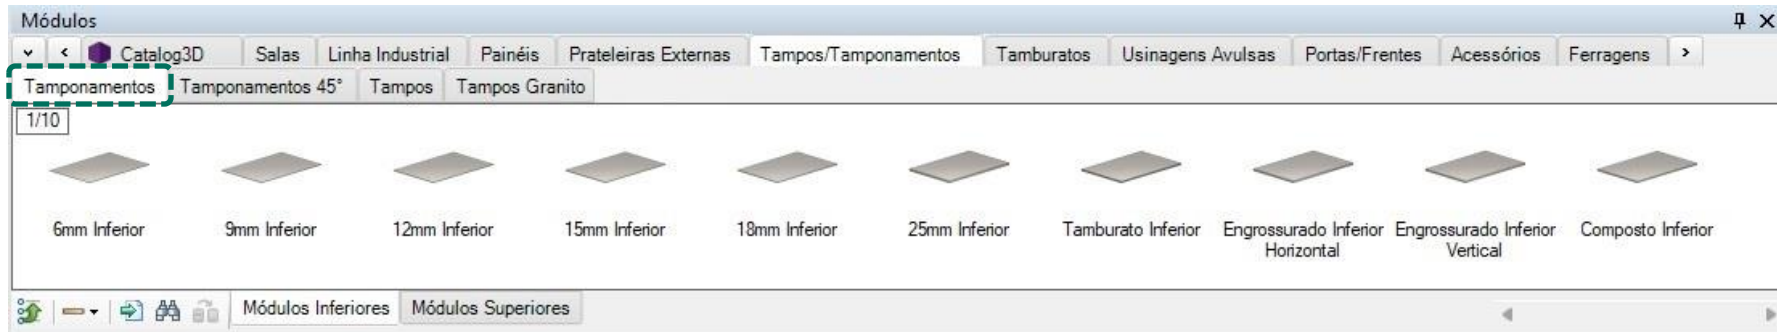 Módulos
Catalog3D Salas Linha Industrial Painéis Prateleiras Externas Tampos/Tamponamentos Tamburatos Usinagens Avulsas Portas/Frentes Acessórios Ferragens
Tamponamentos Tamponamentos 45° Tampos Tampos Granito
1/10
6mm Inferior 9mm Inferior 12mm Inferior 15mm Inferior 18mm Inferior 25mm Inferior Tamburato Inferior Engrossurado Inferior Engrossurado Inferior Composto Inferior
Horizontal Vertical
Módulos Inferiores Módulos Superiores